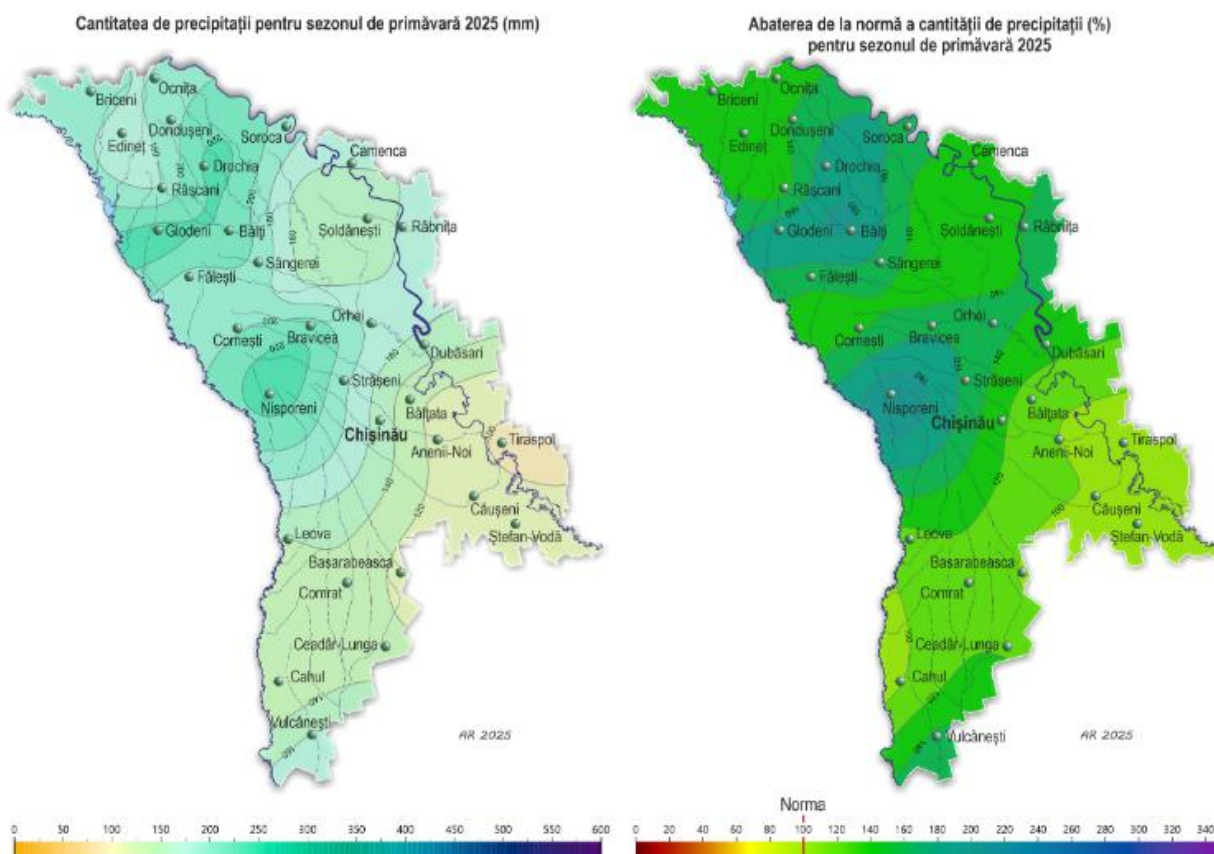 Cantitatea de precipitații pentru sezonul de primăvară 2025 (mm)
Ocnița
Briceni
Dondușeni
Edineț
Soroca
Camenca
Drochia
Râșcani
Șoldănești
Râbnița
Glodeni
Bălți
Sângerei
Fălești
Orhei
Cornești
Bravicea
Dubăsari
Strășeni
Nisporeni
Bălțata
Chișinău
Anenii-Noi
Tiraspol
Căușeni
Ștefan-Vodă
Leova
Basarabeasca
Comrat
Ceadâr-Lunga
Cahul
Vulcănești
AR 2025
0 50 100 150 200 250 300 350 400 450 500 550 600
Abaterea de la normă a cantității de precipitații (%)
pentru sezonul de primăvară 2025
Ocnița
Briceni
Dondușeni
Edineț
Soroca
Camenca
Drochia
Râșcani
Șoldănești
Râbnița
Glodeni
Bălți
Sângerei
Fălești
Orhei
Cornești
Bravicea
Dubăsari
Strășeni
Nisporeni
Bălțata
Chișinău
Anenii-Noi
Tiraspol
Căușeni
Ștefan-Vodă
Leova
Basarabeasca
Comrat
Ceadâr-Lunga
Cahul
Vulcănești
AR 2025
Norma
0 20 40 60 80 100 120 140 160 180 200 220 240 260 280 300 320 340